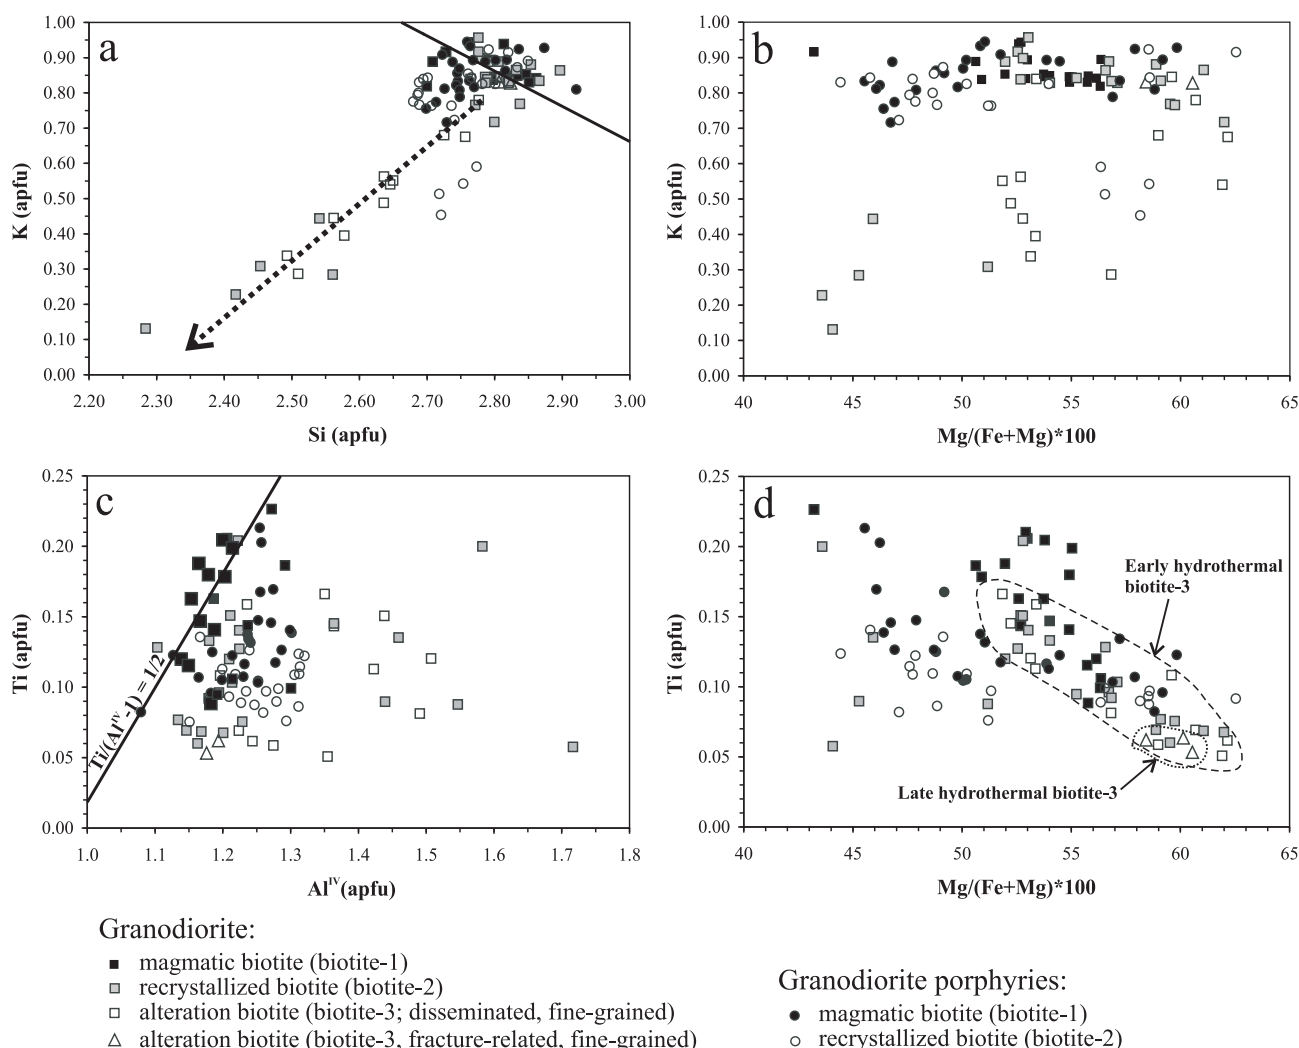 a
1.00
0.90
0.80
0.70
0.60
0.50
0.40
0.30
0.20
0.10
0.00
K (apfu)
2.20 2.30 2.40 2.50 2.60 2.70 2.80 2.90 3.00
Si (apfu)
b
1.00
0.90
0.80
0.70
0.60
0.50
0.40
0.30
0.20
0.10
0.00
K (apfu)
40 45 50 55 60 65
Mg/(Fe+Mg)*100
c
0.25
0.20
0.15
0.10
0.05
0.00
Ti (apfu)
Ti/(Alᴵⱽ-1) = 1/2
1.0 1.1 1.2 1.3 1.4 1.5 1.6 1.7 1.8
Alᴵⱽ(apfu)
d
0.25
0.20
0.15
0.10
0.05
0.00
Ti (apfu)
Early hydrothermal
biotite-3
Late hydrothermal biotite-3
40 45 50 55 60 65
Mg/(Fe+Mg)*100
Granodiorite:
magmatic biotite (biotite-1)
recrystallized biotite (biotite-2)
alteration biotite (biotite-3; disseminated, fine-grained)
alteration biotite (biotite-3, fracture-related, fine-grained)
Granodiorite porphyries:
magmatic biotite (biotite-1)
recrystallized biotite (biotite-2)